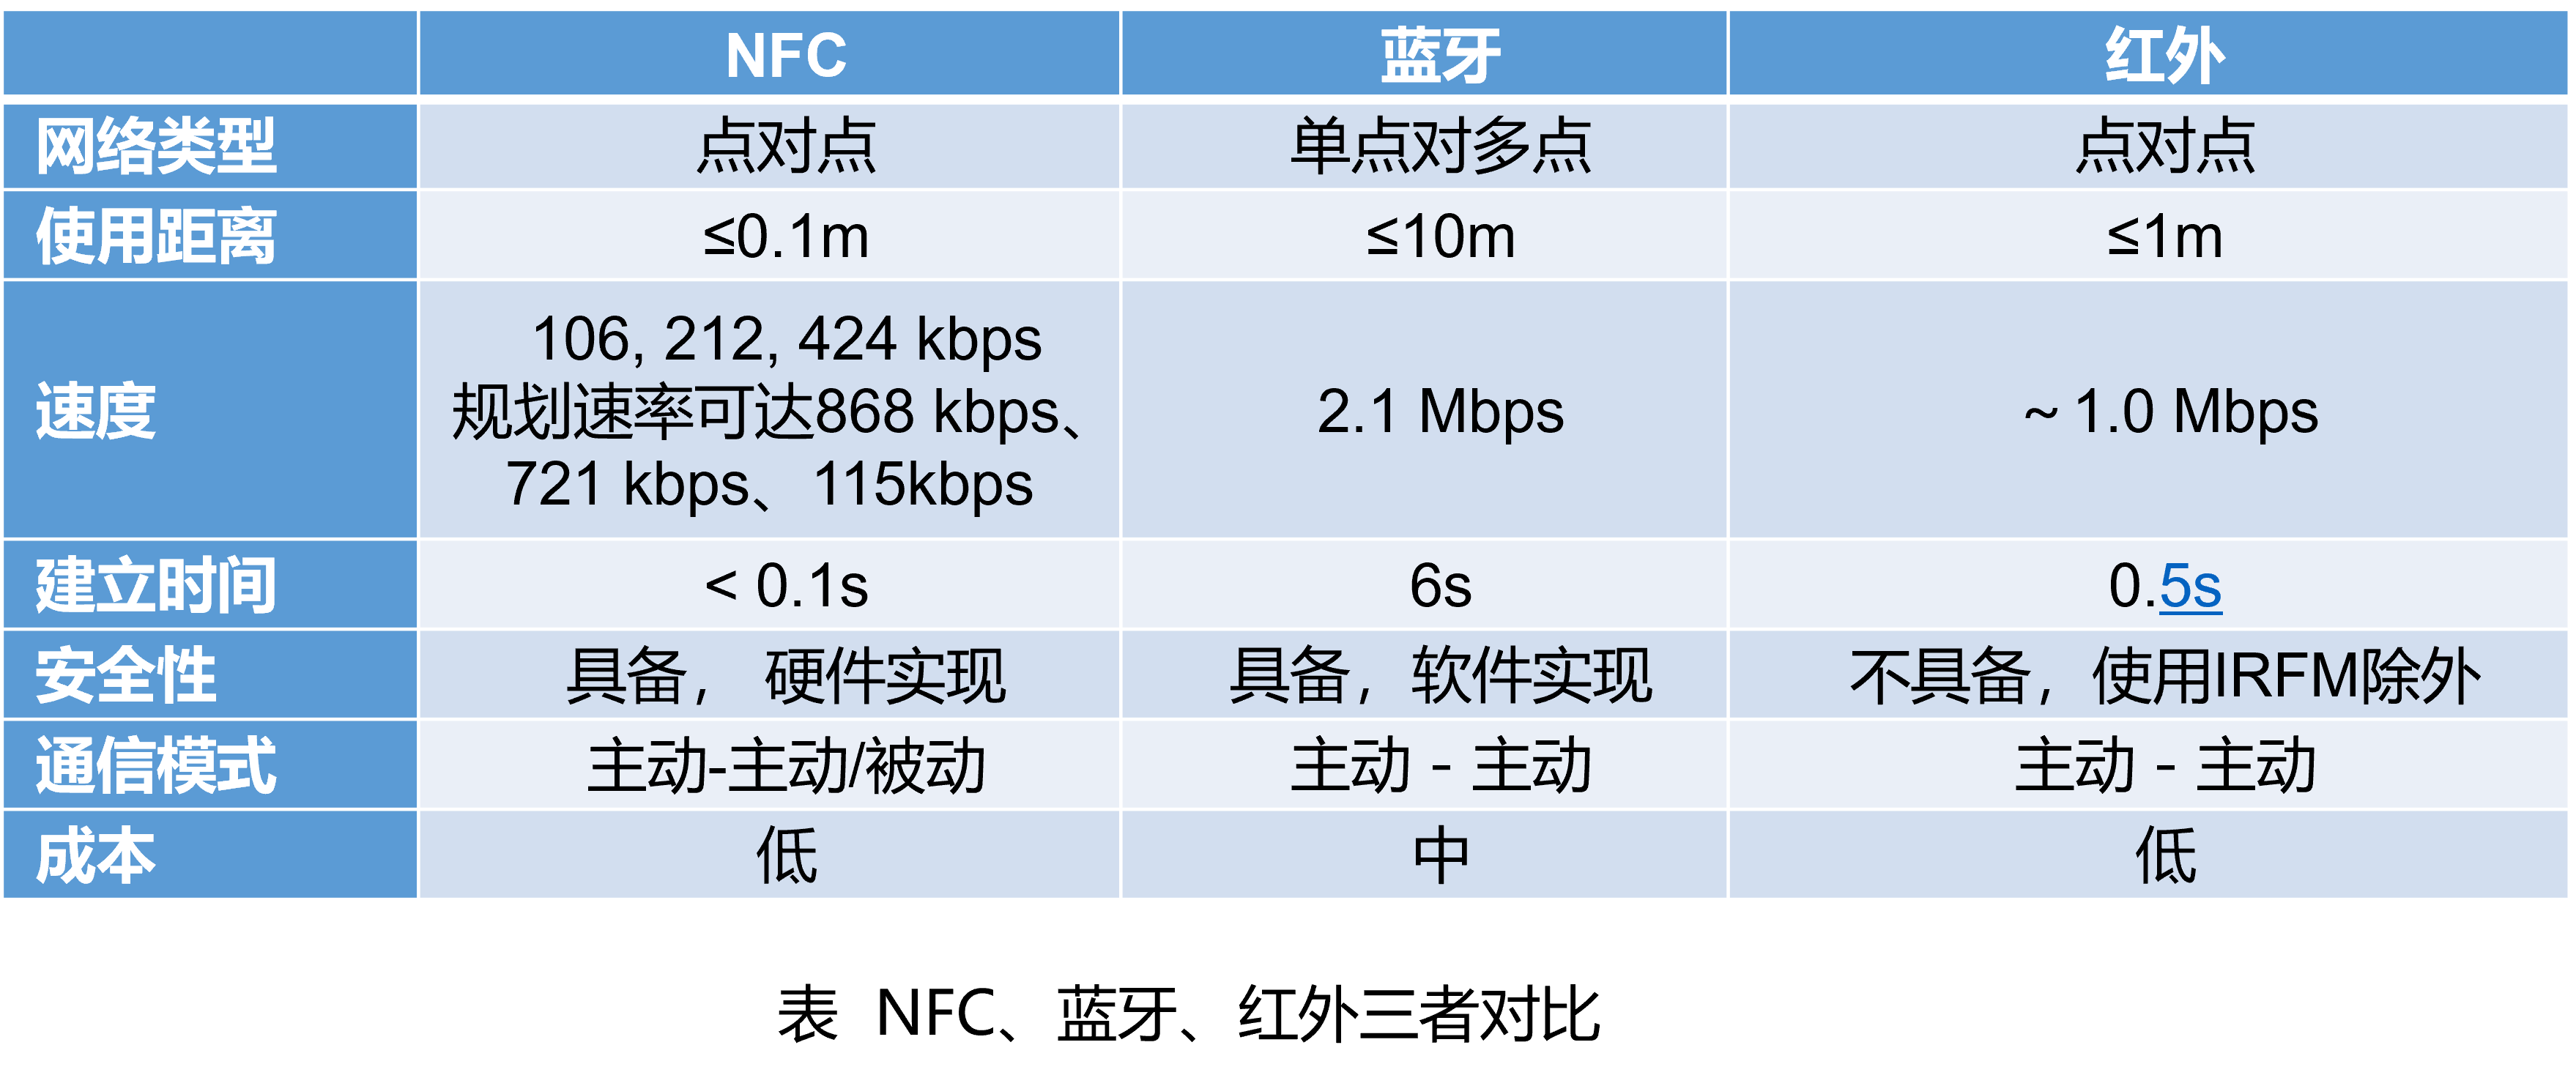 NFC 蓝牙 红外
网络类型 点对点 单点对多点 点对点
使用距离 ≤0.1m ≤10m ≤1m
106, 212, 424 kbps
速度 规划速率可达868 kbps、 2.1 Mbps ~ 1.0 Mbps
721 kbps、115kbps
建立时间 < 0.1s 6s 0.5s
安全性 具备， 硬件实现 具备，软件实现 不具备，使用IRFM除外
通信模式 主动-主动/被动 主动 - 主动 主动 - 主动
成本 低 中 低
表 NFC、蓝牙、红外三者对比